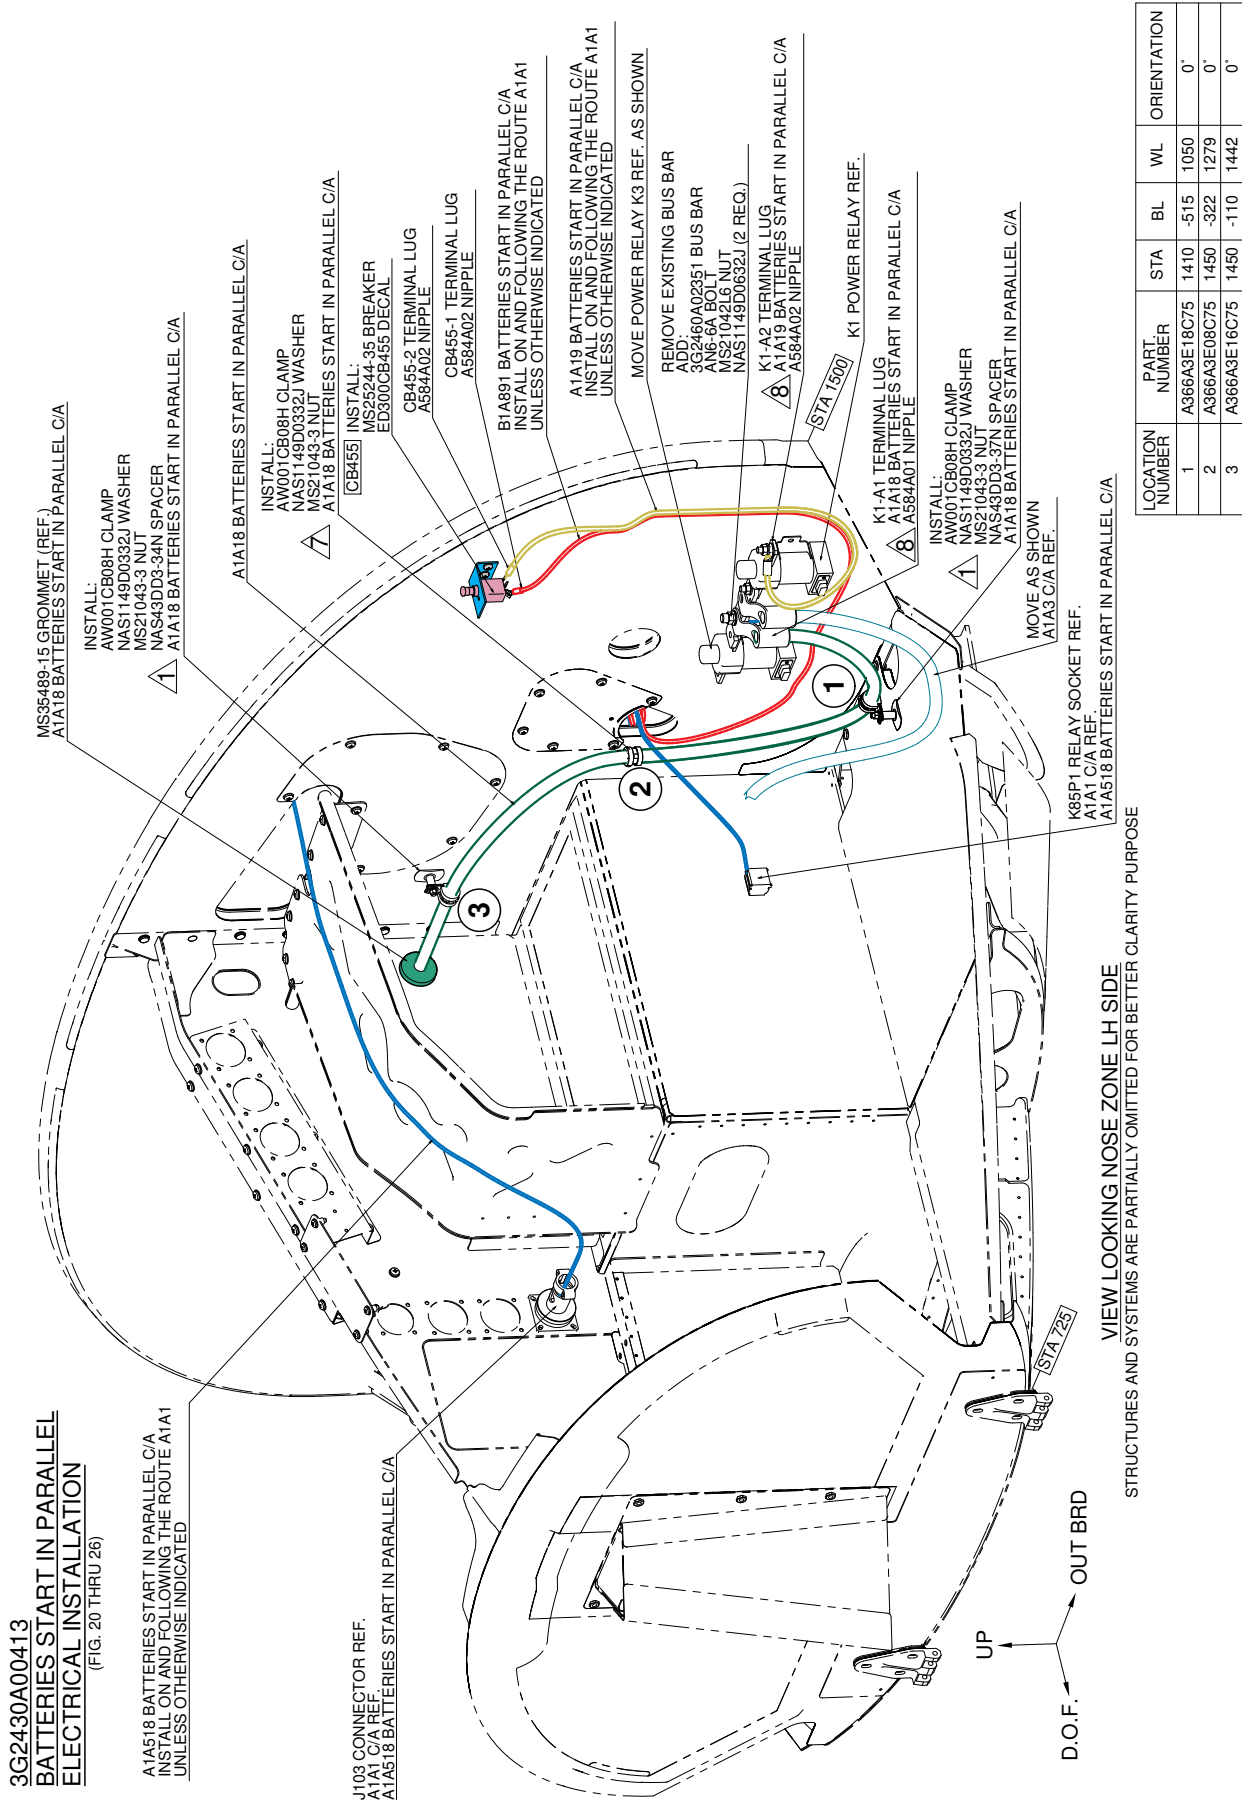 3G2430A00413
BATTERIES START IN PARALLEL
ELECTRICAL INSTALLATION
(FIG. 20 THRU 26)
A1A518 BATTERIES START IN PARALLEL C/A
INSTALL ON AND FOLLOWING THE ROUTE A1A1
UNLESS OTHERWISE INDICATED
J103 CONNECTOR REF.
A1A1 C/A REF.
A1A518 BATTERIES START IN PARALLEL C/A
MS35489-15 GROMMET (REF.)
A1A18 BATTERIES START IN PARALLEL C/A
INSTALL:
AW001CB08H CLAMP
NAS1149D0332J WASHER
MS21043-3 NUT
NAS43DD3-34N SPACER
1
A1A18 BATTERIES START IN PARALLEL C/A
A1A18 BATTERIES START IN PARALLEL C/A
INSTALL:
AW001CB08H CLAMP
NAS1149D0332J WASHER
MS21043-3 NUT
7
A1A18 BATTERIES START IN PARALLEL C/A
CB455
INSTALL:
MS25244-35 BREAKER
ED300CB455 DECAL
CB455-2 TERMINAL LUG
A584A02 NIPPLE
CB455-1 TERMINAL LUG
A584A02 NIPPLE
B1A891 BATTERIES START IN PARALLEL C/A
INSTALL ON AND FOLLOWING THE ROUTE A1A1
UNLESS OTHERWISE INDICATED
A1A19 BATTERIES START IN PARALLEL C/A
INSTALL ON AND FOLLOWING THE ROUTE A1A1
UNLESS OTHERWISE INDICATED
MOVE POWER RELAY K3 REF. AS SHOWN
REMOVE EXISTING BUS BAR
ADD:
3G2460A02351 BUS BAR
AN6-6A BOLT
MS21042L6 NUT
NAS1149D0632J (2 REQ.)
K1-A2 TERMINAL LUG
8
A1A19 BATTERIES START IN PARALLEL C/A
A584A02 NIPPLE
STA 1500
K1 POWER RELAY REF.
K1-A1 TERMINAL LUG
A1A18 BATTERIES START IN PARALLEL C/A
8
A584A01 NIPPLE
INSTALL:
AW001CB08H CLAMP
NAS1149D0332J WASHER
1
MS21043-3 NUT
NAS43DD3-37N SPACER
A1A18 BATTERIES START IN PARALLEL C/A
MOVE AS SHOWN
A1A3 C/A REF.
K85P1 RELAY SOCKET REF.
A1A1 C/A REF.
A1A518 BATTERIES START IN PARALLEL C/A
1
2
3
STA 725
VIEW LOOKING NOSE ZONE LH SIDE
STRUCTURES AND SYSTEMS ARE PARTIALLY OMITTED FOR BETTER CLARITY PURPOSE
UP
OUT BRD
D.O.F.
LOCATION NUMBER PART. NUMBER STA BL WL ORIENTATION
1 A366A3E18C75 1410 -515 1050 0°
2 A366A3E08C75 1450 -322 1279 0°
3 A366A3E16C75 1450 -110 1442 0°